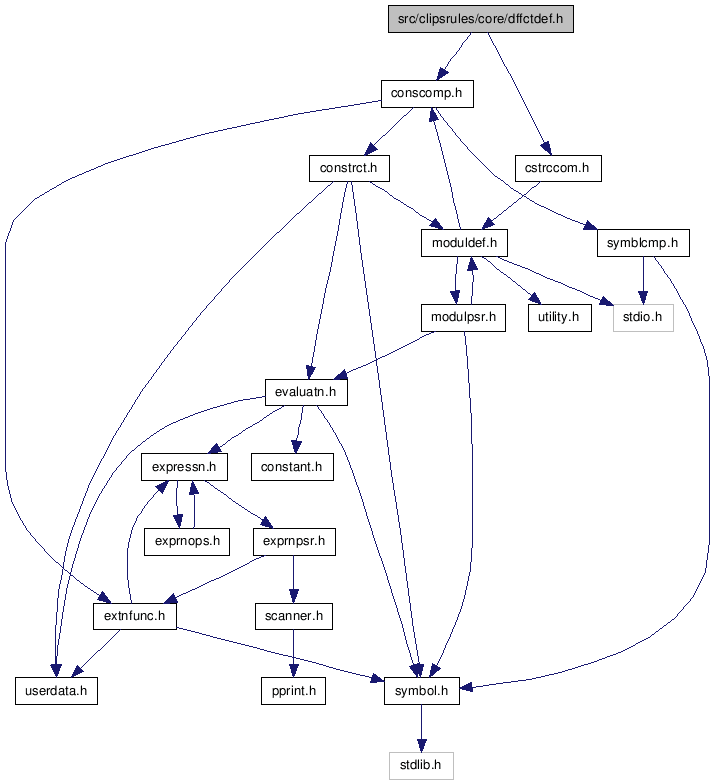 src/clipsrules/core/dffctdef.h
conscomp.h
constrct.h
cstrccom.h
moduldef.h
symblcmp.h
modulpsr.h
utility.h
stdio.h
evaluatn.h
expressn.h
constant.h
exprnops.h
exprnpsr.h
extnfunc.h
scanner.h
userdata.h
pprint.h
symbol.h
stdlib.h